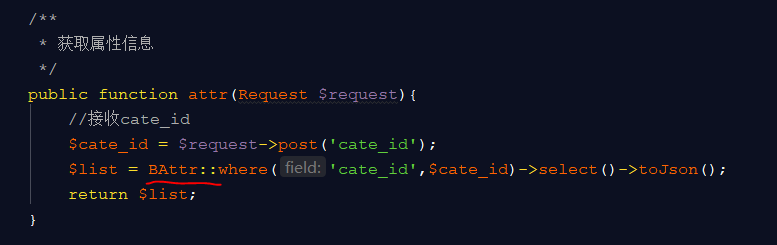 /**
 * 获取属性信息
 */
public function attr(Request $request){
    //接收cate_id
    $cate_id = $request->post('cate_id');
    $list = BAttr::where( field: 'cate_id',$cate_id)->select()->toJson();
    return $list;
}